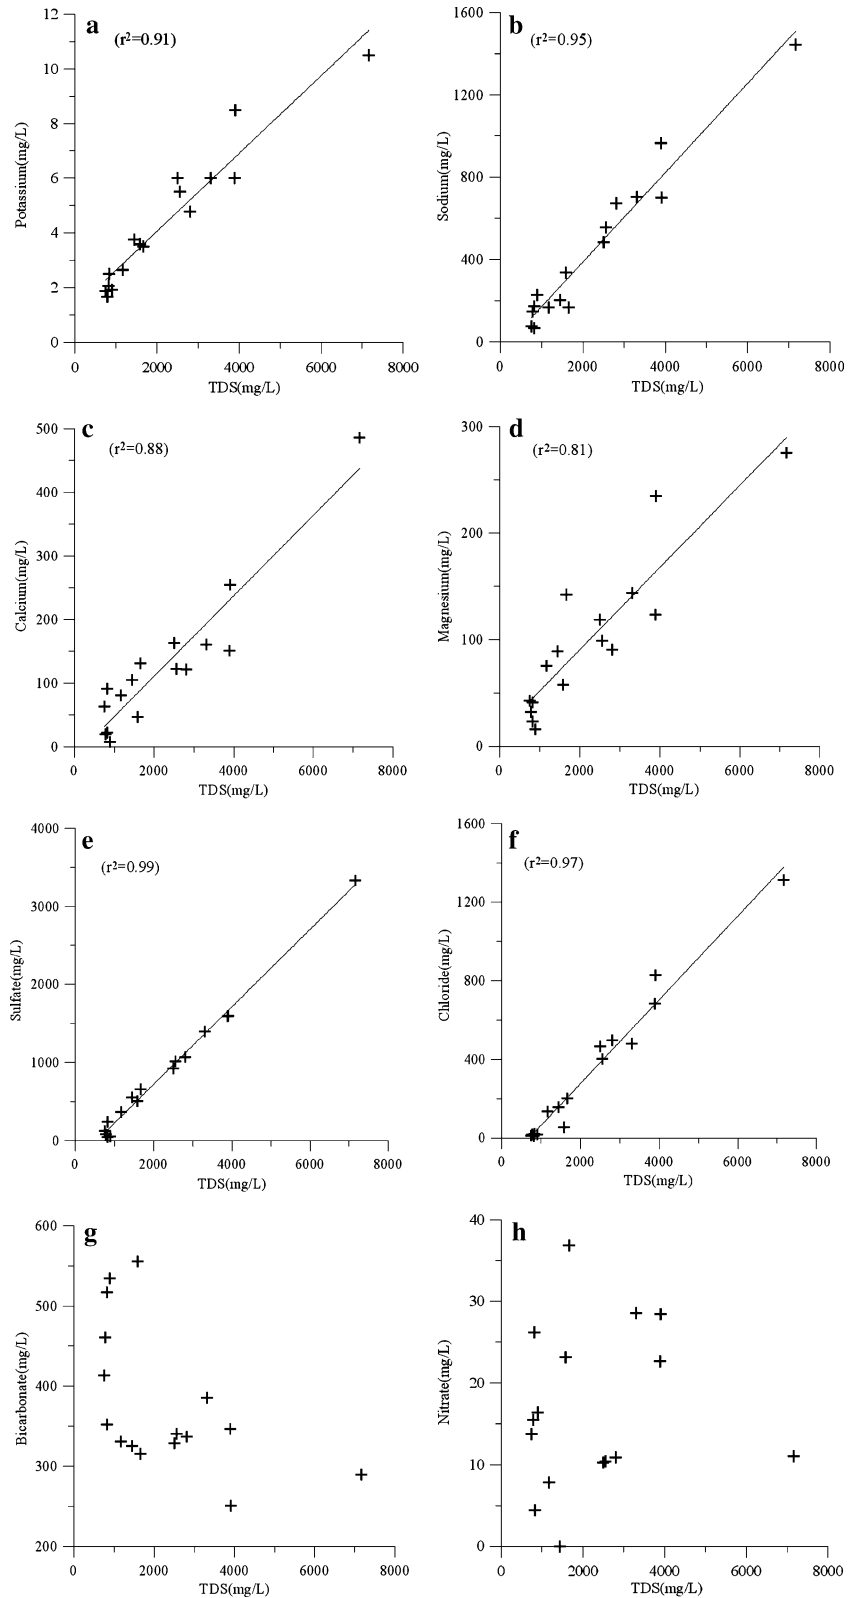 a
(r²=0.91)
12
10
8
6
4
2
0
Potassium(mg/L)
0 2000 4000 6000 8000
TDS(mg/L)
b
(r²=0.95)
1600
1200
800
400
0
Sodium(mg/L)
0 2000 4000 6000 8000
TDS(mg/L)
c
(r²=0.88)
500
400
300
200
100
0
Calcium(mg/L)
0 2000 4000 6000 8000
TDS(mg/L)
d
(r²=0.81)
300
200
100
0
Magnesium(mg/L)
0 2000 4000 6000 8000
TDS(mg/L)
e
(r²=0.99)
4000
3000
2000
1000
0
Sulfate(mg/L)
0 2000 4000 6000 8000
TDS(mg/L)
f
(r²=0.97)
1600
1200
800
400
0
Chloride(mg/L)
0 2000 4000 6000 8000
TDS(mg/L)
g
600
500
400
300
200
Bicarbonate(mg/L)
0 2000 4000 6000 8000
TDS(mg/L)
h
40
30
20
10
0
Nitrate(mg/L)
0 2000 4000 6000 8000
TDS(mg/L)